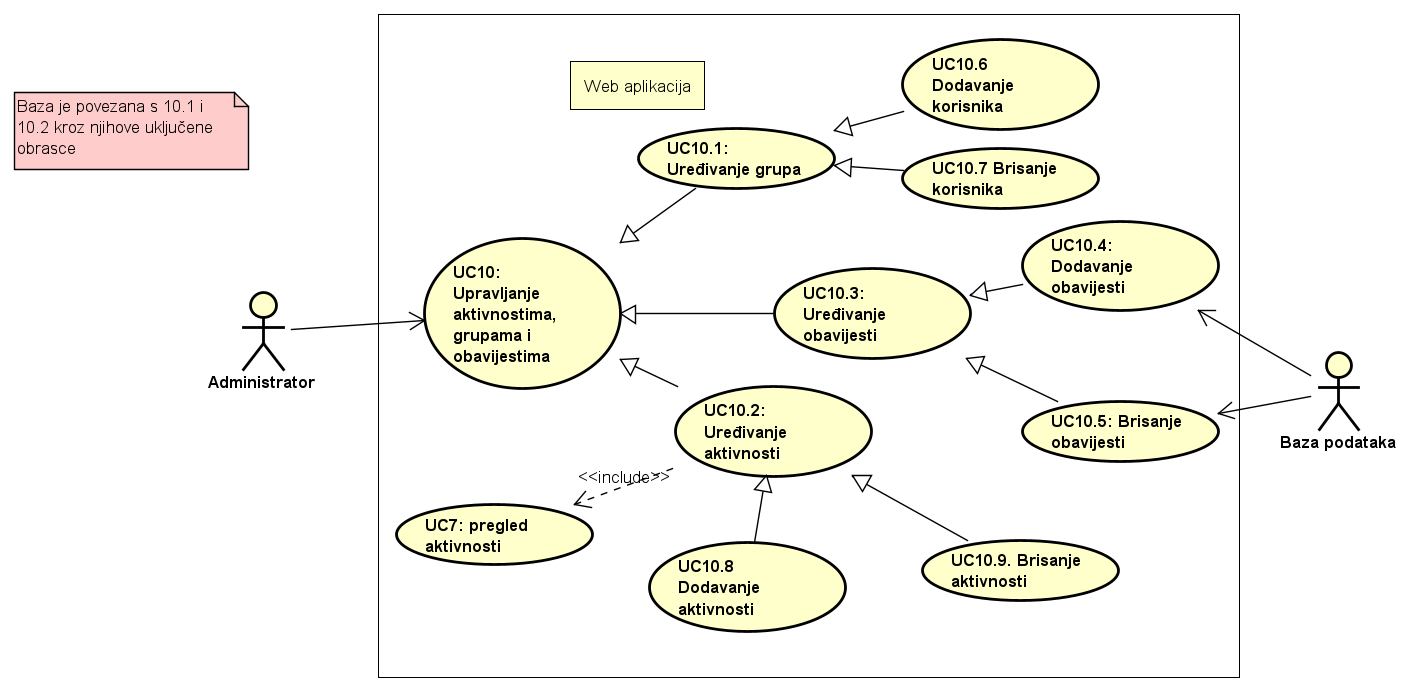 Baza je povezana s 10.1 i
10.2 kroz njihove uključene
obrasce
Web aplikacija
UC10.6
Dodavanje
korisnika
UC10.1:
Uređivanje grupa
UC10.7 Brisanje
korisnika
UC10.4:
Dodavanje
obavijesti
UC10:
Upravljanje
aktivnostima,
grupama i
obavijestima
UC10.3:
Uređivanje
obavijesti
Administrator
UC10.2:
Uređivanje
aktivnosti
UC10.5: Brisanje
obavijesti
Baza podataka
<<include>>
UC7: pregled
aktivnosti
UC10.8
Dodavanje
aktivnosti
UC10.9. Brisanje
aktivnosti